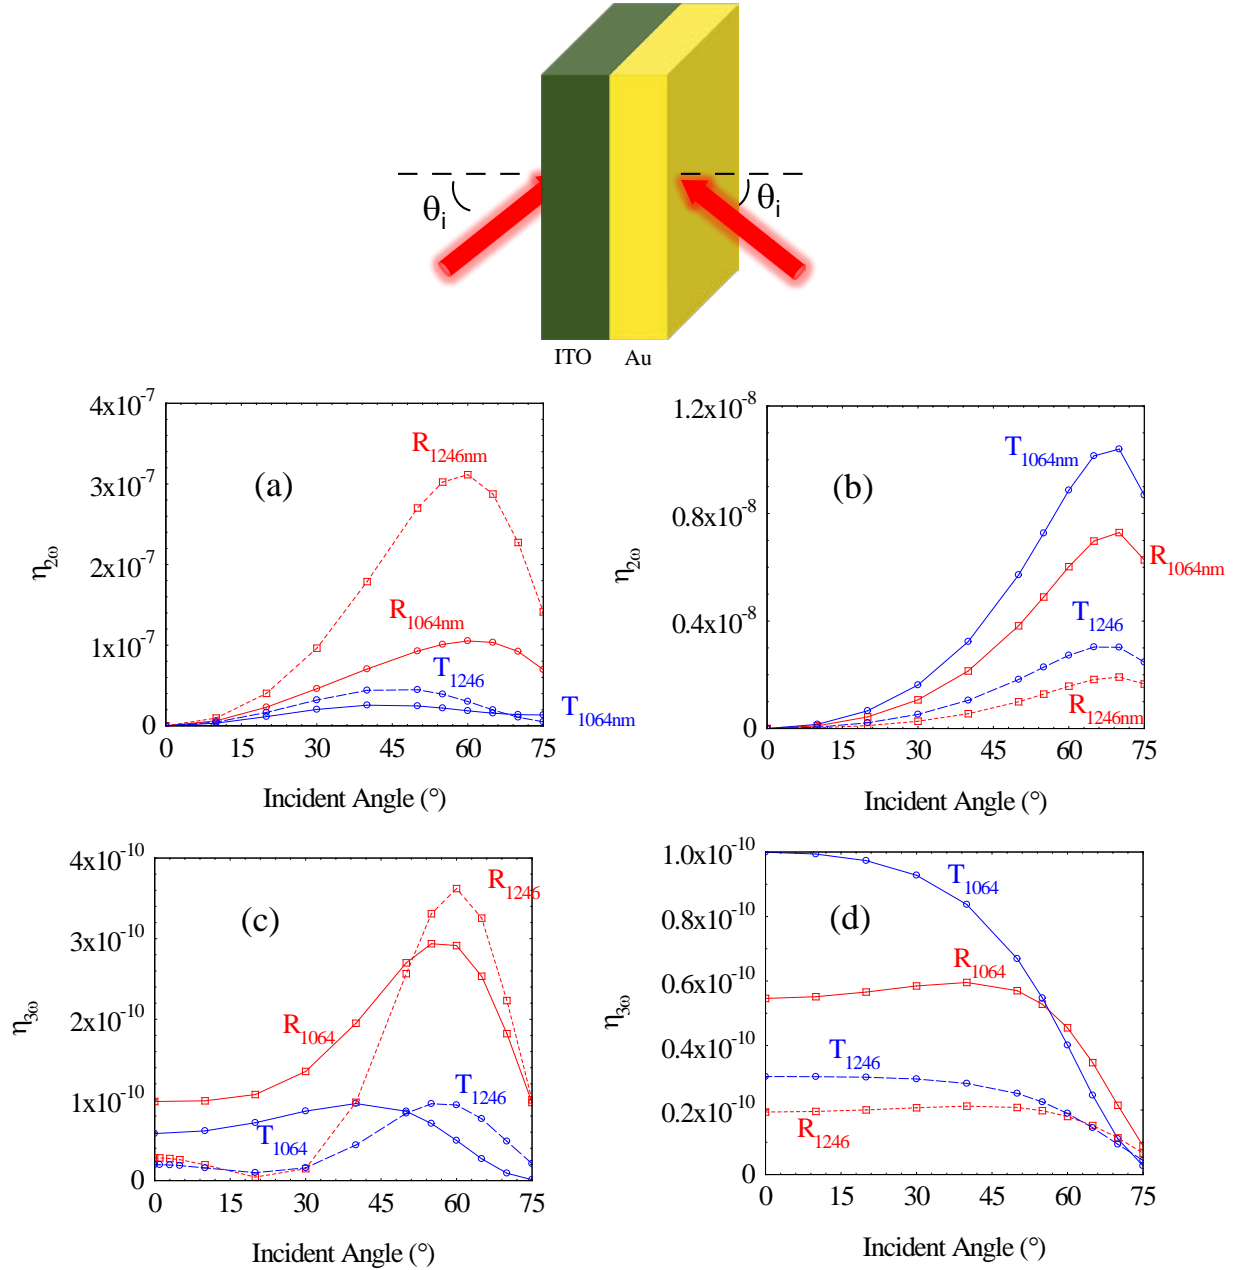 θi
θi
ITO Au
(a)
η2ω
4x10-7
3x10-7
2x10-7
1x10-7
0
R1246nm
R1064nm
T1246
T1064nm
0 15 30 45 60 75
Incident Angle (°)
(b)
η2ω
1.2x10-8
0.8x10-8
0.4x10-8
0
T1064nm
R1064nm
T1246
R1246nm
0 15 30 45 60 75
Incident Angle (°)
(c)
η3ω
4x10-10
3x10-10
2x10-10
1x10-10
0
R1246
R1064
T1246
T1064
0 15 30 45 60 75
Incident Angle (°)
(d)
η3ω
1.0x10-10
0.8x10-10
0.6x10-10
0.4x10-10
0.2x10-10
0
T1064
R1064
T1246
R1246
0 15 30 45 60 75
Incident Angle (°)